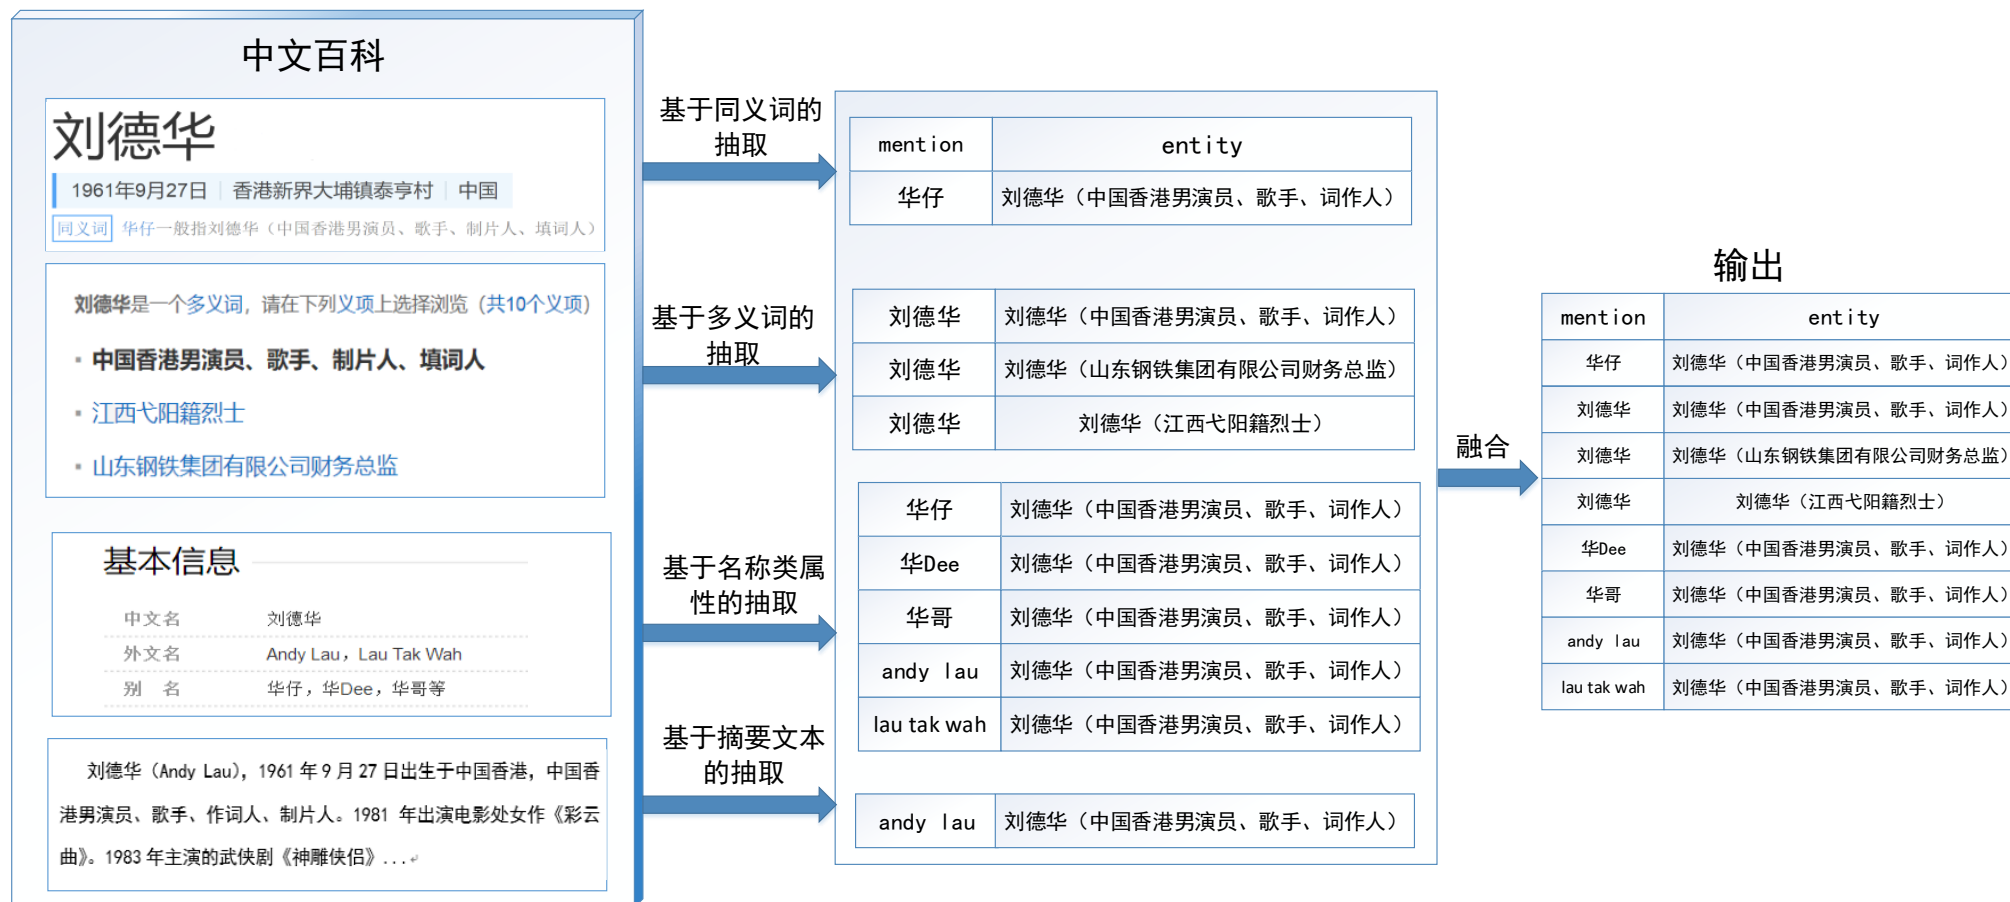 中文百科
刘德华
1961年9月27日 香港新界大埔镇泰亨村 中国
同义词 华仔一般指刘德华（中国香港男演员、歌手、制片人、填词人）
刘德华是一个多义词，请在下列义项上选择浏览（共10个义项）
▪ 中国香港男演员、歌手、制片人、填词人
▪ 江西弋阳籍烈士
▪ 山东钢铁集团有限公司财务总监
基本信息
中文名 刘德华
外文名 Andy Lau，Lau Tak Wah
别 名 华仔，华Dee，华哥等
刘德华（Andy Lau），1961 年 9 月 27 日出生于中国香港，中国香
港男演员、歌手、作词人、制片人。1981 年出演电影处女作《彩云
曲》。1983 年主演的武侠剧《神雕侠侣》...
基于同义词的
抽取
基于多义词的
抽取
基于名称类属
性的抽取
基于摘要文本
的抽取
mention entity
华仔 刘德华（中国香港男演员、歌手、词作人）
刘德华 刘德华（中国香港男演员、歌手、词作人）
刘德华 刘德华（山东钢铁集团有限公司财务总监）
刘德华 刘德华（江西弋阳籍烈士）
华仔 刘德华（中国香港男演员、歌手、词作人）
华Dee 刘德华（中国香港男演员、歌手、词作人）
华哥 刘德华（中国香港男演员、歌手、词作人）
andy lau 刘德华（中国香港男演员、歌手、词作人）
lau tak wah 刘德华（中国香港男演员、歌手、词作人）
andy lau 刘德华（中国香港男演员、歌手、词作人）
融合
输出
mention entity
华仔 刘德华（中国香港男演员、歌手、词作人）
刘德华 刘德华（中国香港男演员、歌手、词作人）
刘德华 刘德华（山东钢铁集团有限公司财务总监）
刘德华 刘德华（江西弋阳籍烈士）
华Dee 刘德华（中国香港男演员、歌手、词作人）
华哥 刘德华（中国香港男演员、歌手、词作人）
andy lau 刘德华（中国香港男演员、歌手、词作人）
lau tak wah 刘德华（中国香港男演员、歌手、词作人）